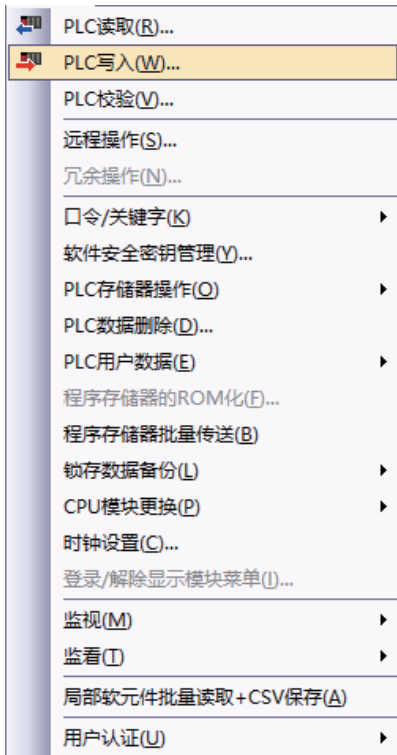 PLC读取(R)...
PLC写入(W)...
PLC校验(V)...
远程操作(S)...
冗余操作(N)...
口令/关键字(K)
软件安全密钥管理(Y)...
PLC存储器操作(O)
PLC数据删除(D)...
PLC用户数据(E)
程序存储器的ROM化(F)...
程序存储器批量传送(B)
锁存数据备份(L)
CPU模块更换(P)
时钟设置(C)...
登录/解除显示模块菜单(I)...
监视(M)
监看(T)
局部软元件批量读取+CSV保存(A)
用户认证(U)